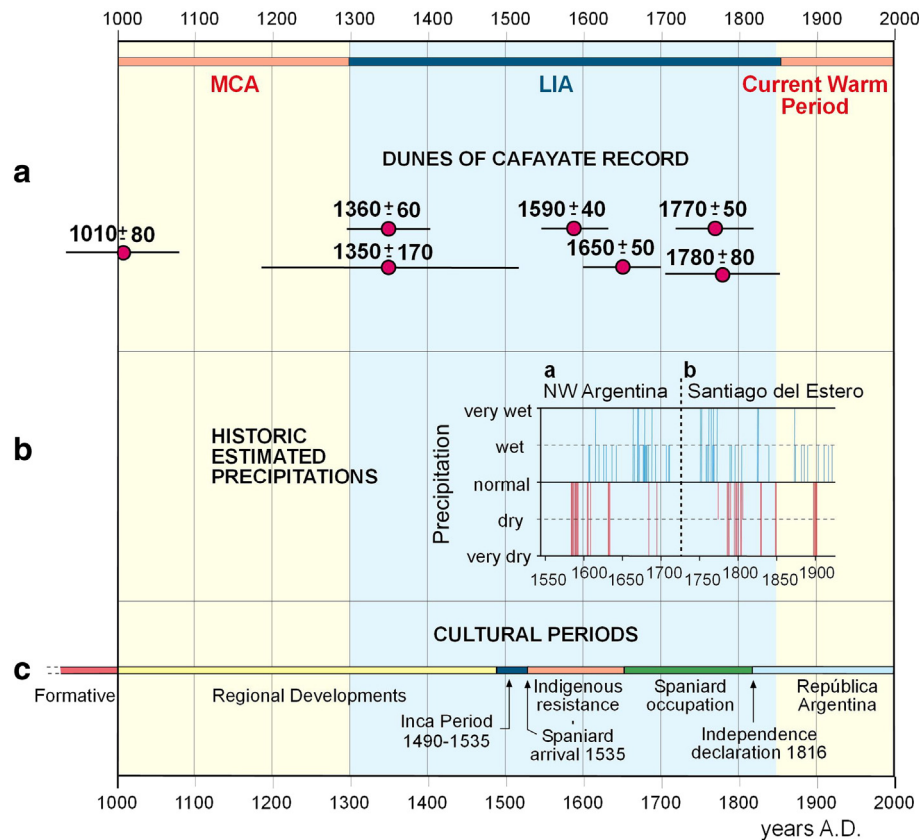 1000 1100 1200 1300 1400 1500 1600 1700 1800 1900 2000
MCA
LIA
Current Warm
Period
a
DUNES OF CAFAYATE RECORD
1010±80
1360±60
1350±170
1590±40
1650±50
1770±50
1780±80
b
HISTORIC
ESTIMATED
PRECIPITATIONS
a
NW Argentina
b
Santiago del Estero
Precipitation
very wet
wet
normal
dry
very dry
1550 1600 1650 1700 1750 1800 1850 1900
c
CULTURAL PERIODS
Formative
Regional Developments
Inca Period
1490-1535
Indigenous
resistance
Spaniard
arrival 1535
Spaniard
occupation
Independence
declaration 1816
República
Argentina
1000 1100 1200 1300 1400 1500 1600 1700 1800 1900 2000
years A.D.